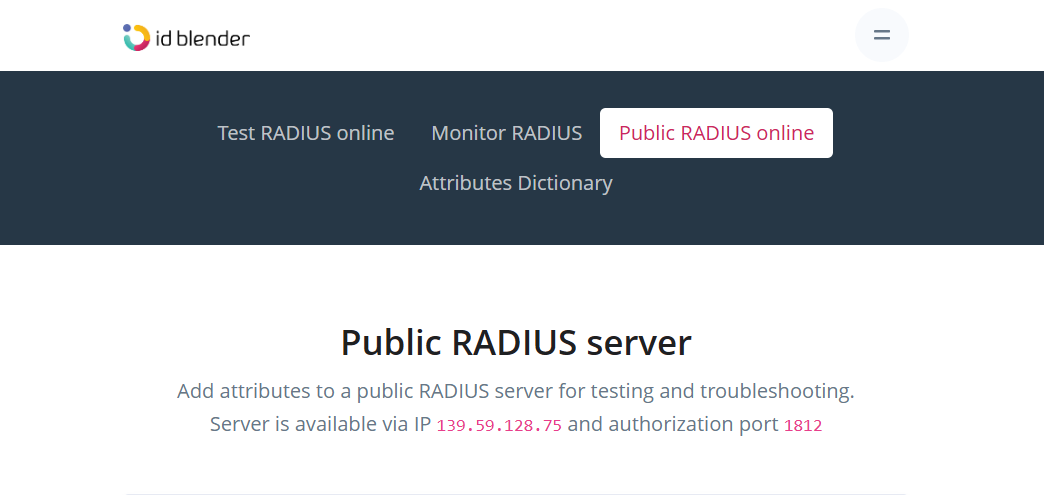 id blender
Test RADIUS online Monitor RADIUS Public RADIUS online
Attributes Dictionary
Public RADIUS server
Add attributes to a public RADIUS server for testing and troubleshooting.
Server is available via IP 139.59.128.75 and authorization port 1812